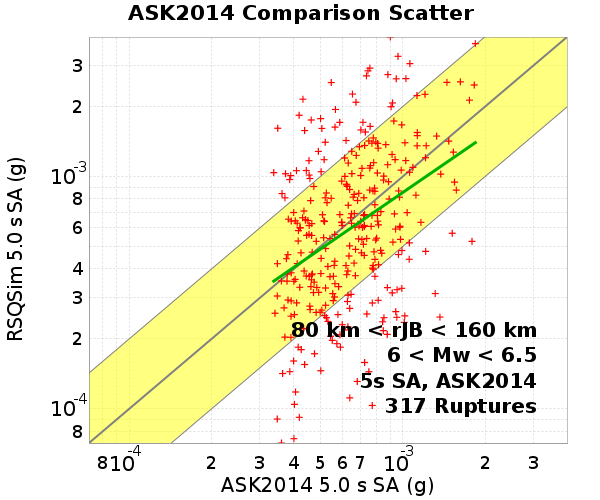 ASK2014 Comparison Scatter
RSQSim 5.0 s SA (g)
3
2
10-3
8
6
4
2
10-4
8
80 km < rJB < 160 km
6 < Mw < 6.5
5s SA, ASK2014
317 Ruptures
8 10-4 2 3 4 5 6 7 10-3 2 3
ASK2014 5.0 s SA (g)